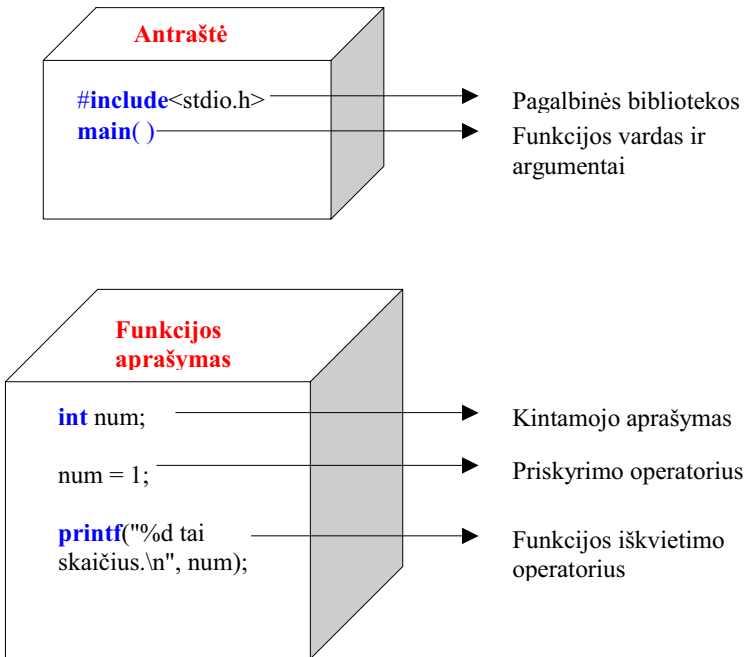 Antraštė
#include<stdio.h>
Pagalbinės bibliotekos
main( )
Funkcijos vardas ir
argumentai
Funkcijos
aprašymas
int num;
Kintamojo aprašymas
num = 1;
Priskyrimo operatorius
printf("%d tai
skaičius.\n", num);
Funkcijos iškvietimo
operatorius